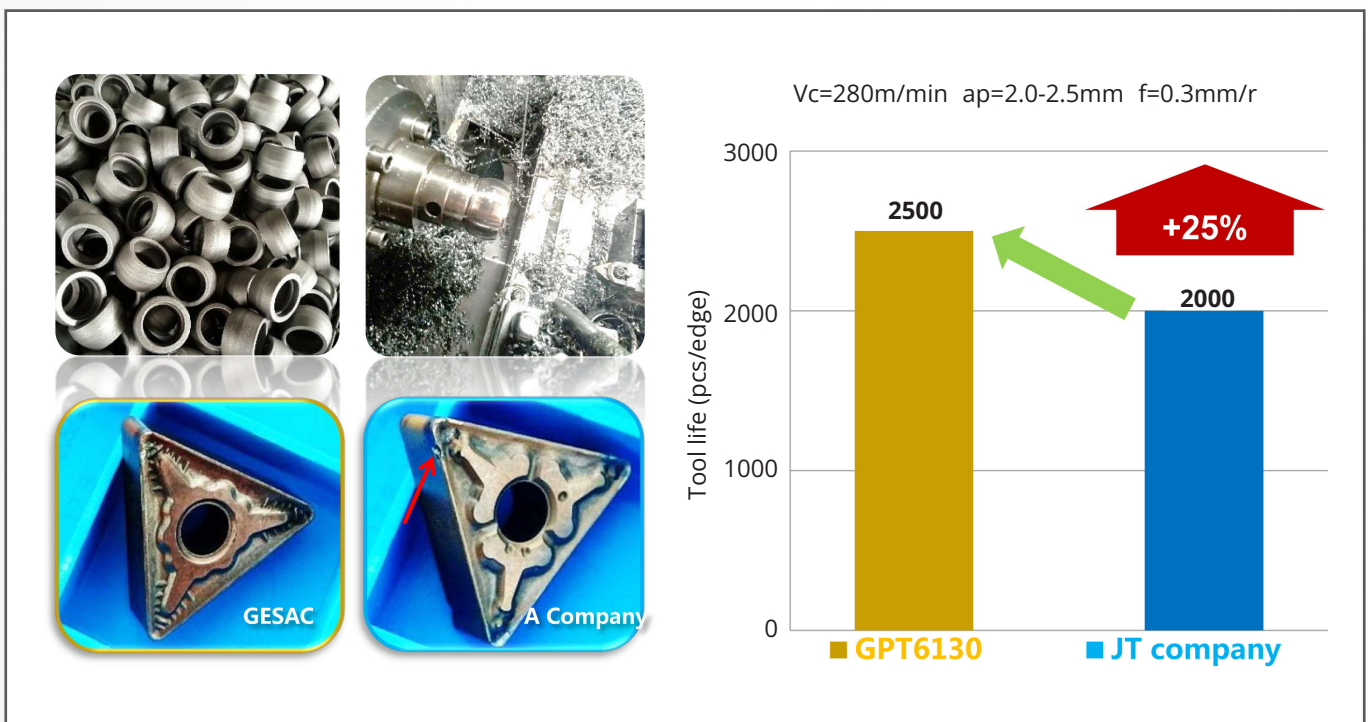 Vc=280m/min ap=2.0-2.5mm f=0.3mm/r
Tool life (pcs/edge)
3000
2000
1000
0
2500
2000
+25%
GPT6130
JT company
GESAC
A Company